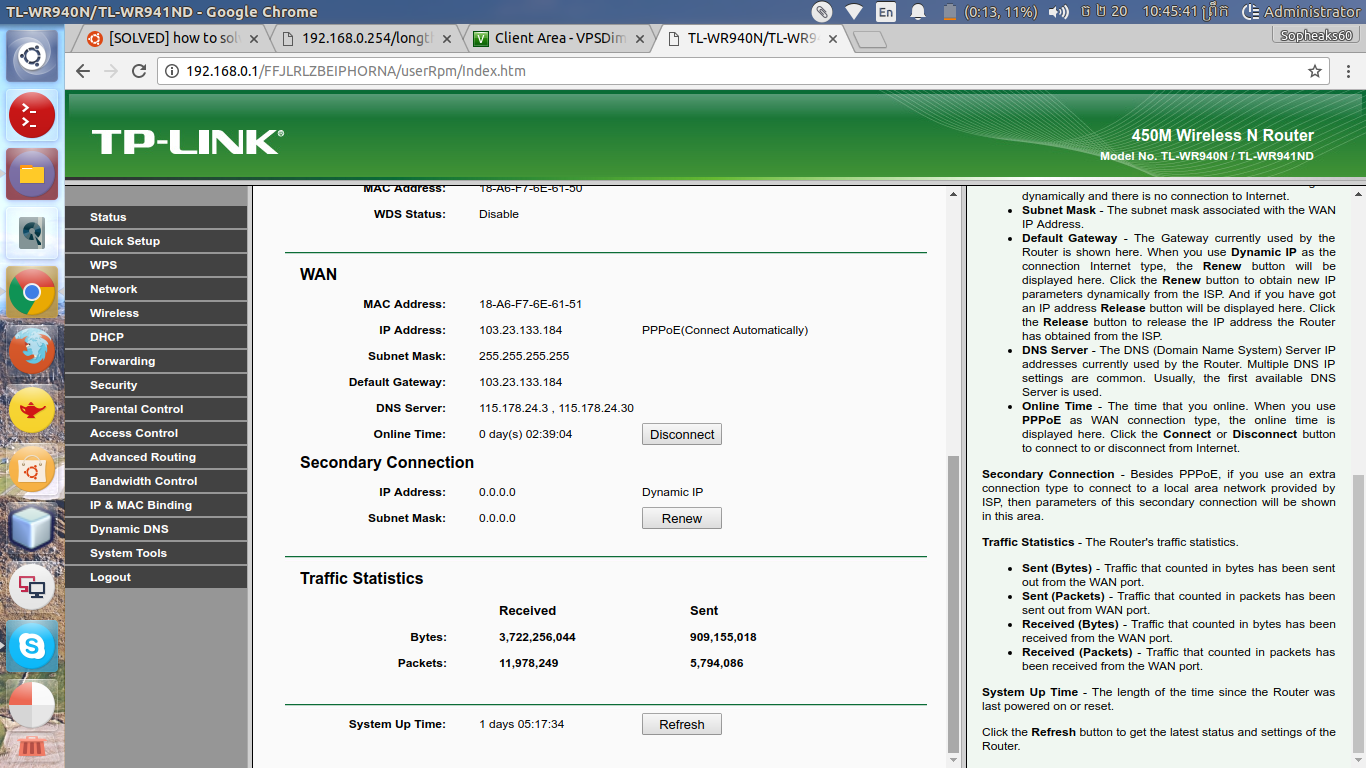 TL-WR940N/TL-WR941ND - Google Chrome
En
(0:13, 11%)
ធ ២ 20 10:45:41 ព្រឹក
Administrator
[SOLVED] how to sol
192.168.0.254/longt
Client Area - VPSDim
TL-WR940N/TL-WR9
Sopheaks60
192.168.0.1/FFJLRLZBEIPHORNA/userRpm/Index.htm
TP-LINK®
450M Wireless N Router
Model No. TL-WR940N / TL-WR941ND
Status
Quick Setup
WPS
Network
Wireless
DHCP
Forwarding
Security
Parental Control
Access Control
Advanced Routing
Bandwidth Control
IP & MAC Binding
Dynamic DNS
System Tools
Logout
MAC Address: 18-A6-F7-6E-61-50
WDS Status: Disable
WAN
MAC Address: 18-A6-F7-6E-61-51
IP Address: 103.23.133.184 PPPoE(Connect Automatically)
Subnet Mask: 255.255.255.255
Default Gateway: 103.23.133.184
DNS Server: 115.178.24.3 , 115.178.24.30
Online Time: 0 day(s) 02:39:04 Disconnect
Secondary Connection
IP Address: 0.0.0.0 Dynamic IP
Subnet Mask: 0.0.0.0 Renew
Traffic Statistics
Received Sent
Bytes: 3,722,256,044 909,155,018
Packets: 11,978,249 5,794,086
System Up Time: 1 days 05:17:34 Refresh
dynamically and there is no connection to Internet.
• Subnet Mask - The subnet mask associated with the WAN
IP Address.
• Default Gateway - The Gateway currently used by the
Router is shown here. When you use Dynamic IP as the
connection Internet type, the Renew button will be
displayed here. Click the Renew button to obtain new IP
parameters dynamically from the ISP. And if you have got
an IP address Release button will be displayed here. Click
the Release button to release the IP address the Router
has obtained from the ISP.
• DNS Server - The DNS (Domain Name System) Server IP
addresses currently used by the Router. Multiple DNS IP
settings are common. Usually, the first available DNS
Server is used.
• Online Time - The time that you online. When you use
PPPoE as WAN connection type, the online time is
displayed here. Click the Connect or Disconnect button
to connect to or disconnect from Internet.
Secondary Connection - Besides PPPoE, if you use an extra
connection type to connect to a local area network provided by
ISP, then parameters of this secondary connection will be shown
in this area.
Traffic Statistics - The Router's traffic statistics.
• Sent (Bytes) - Traffic that counted in bytes has been sent
out from the WAN port.
• Sent (Packets) - Traffic that counted in packets has been
sent out from WAN port.
• Received (Bytes) - Traffic that counted in bytes has been
received from the WAN port.
• Received (Packets) - Traffic that counted in packets has
been received from the WAN port.
System Up Time - The length of the time since the Router was
last powered on or reset.
Click the Refresh button to get the latest status and settings of the
Router.